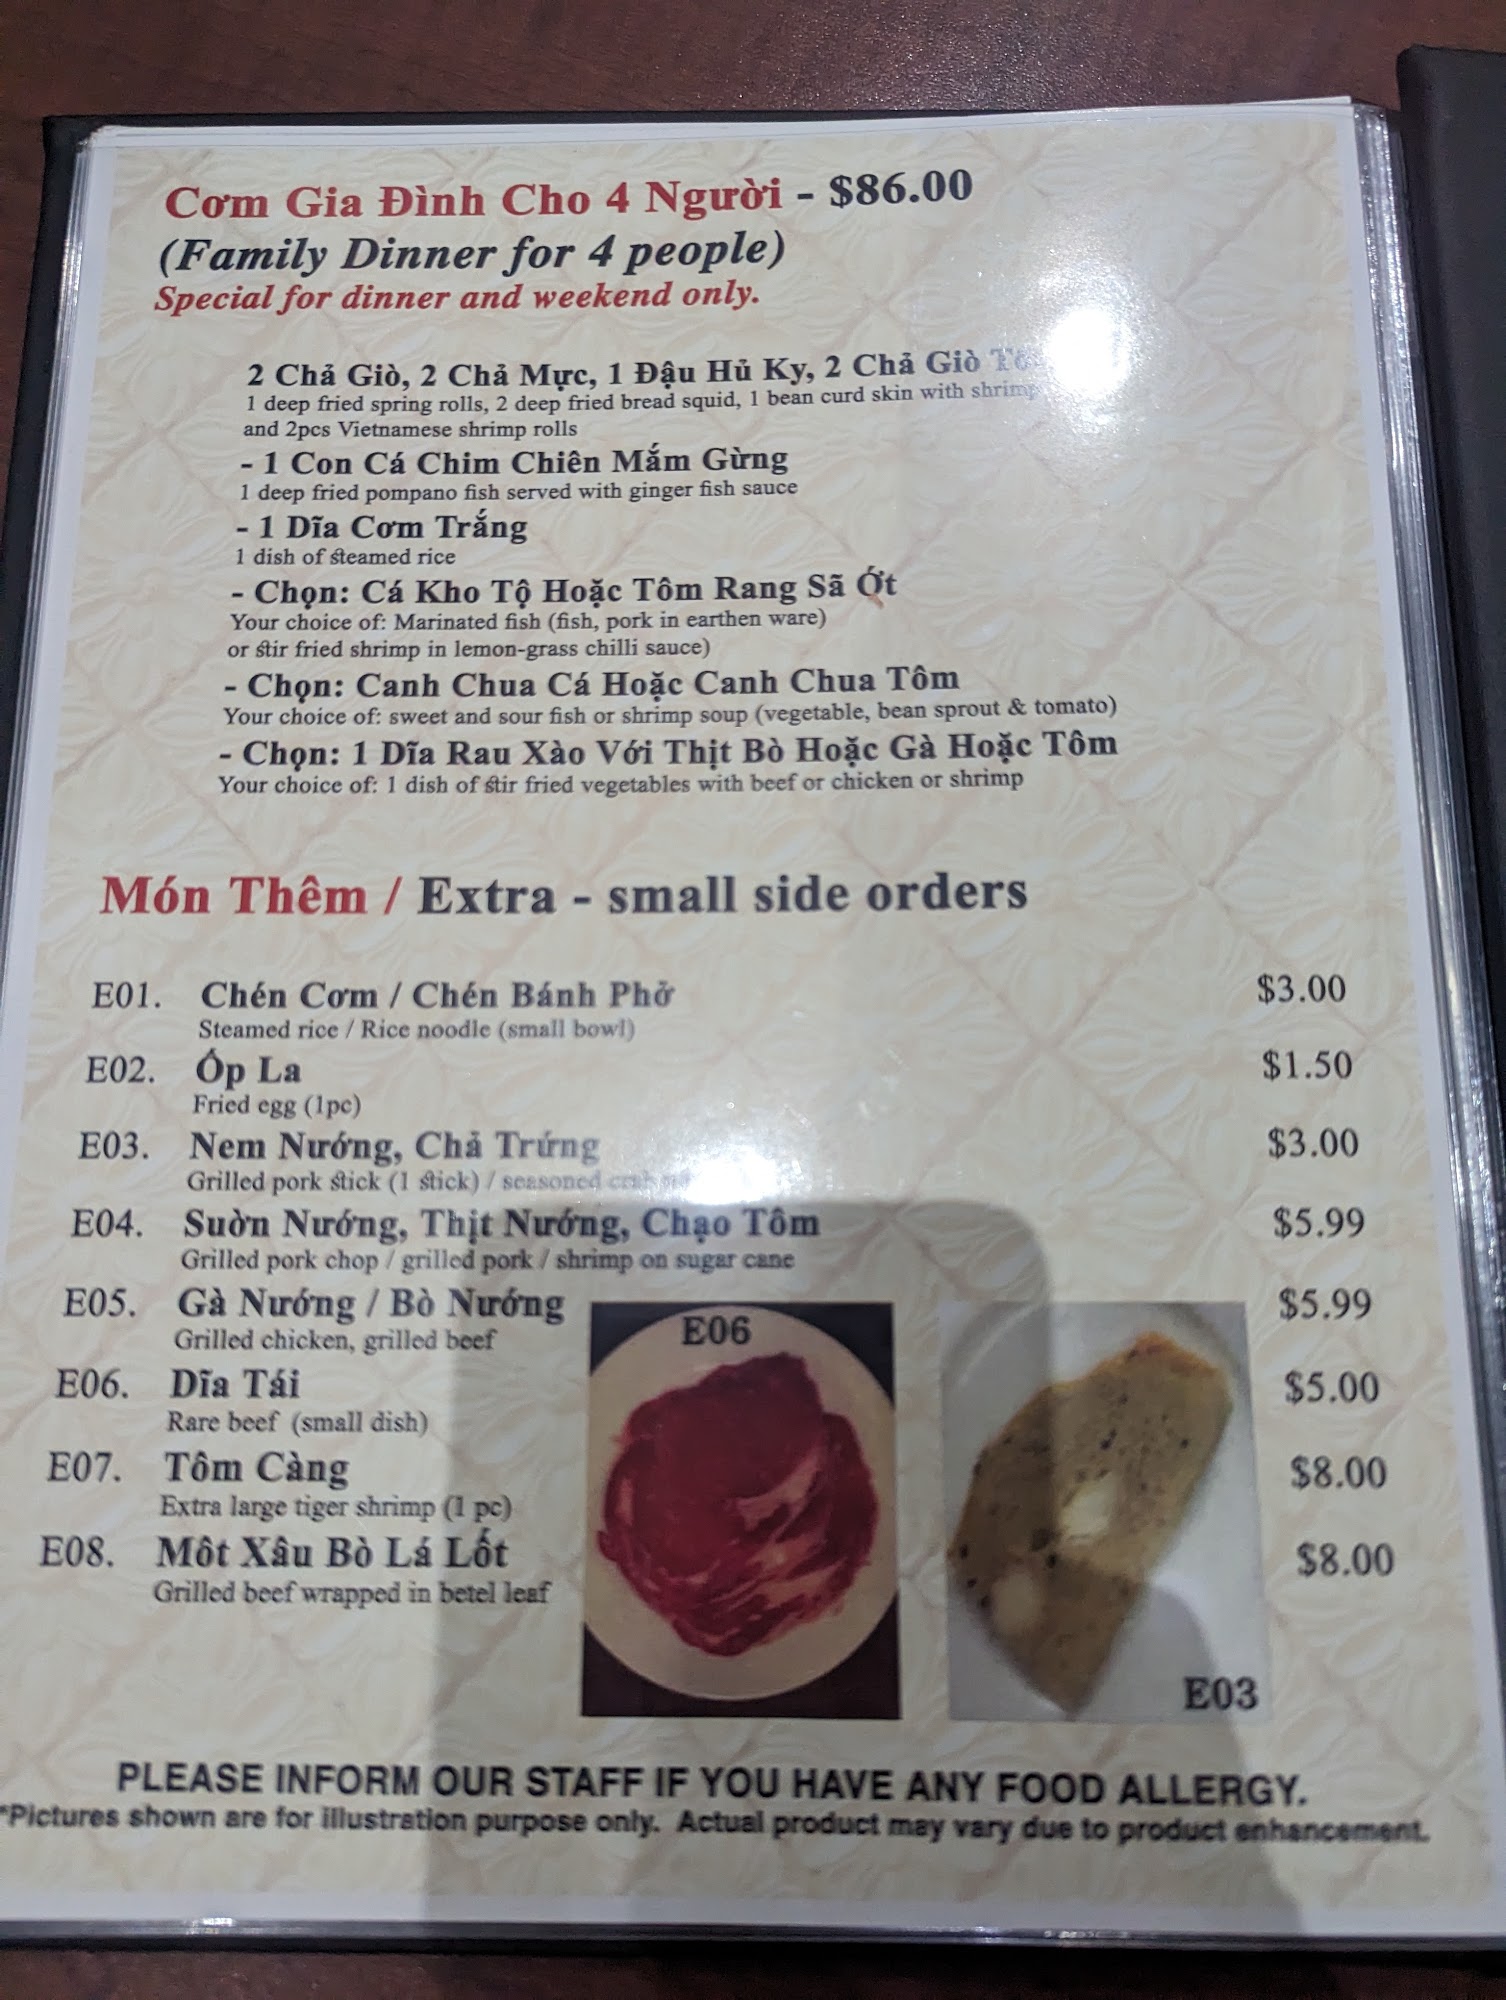 Cơm Gia Đình Cho 4 Người - $86.00
(Family Dinner for 4 people)
Special for dinner and weekend only.
2 Chả Giò, 2 Chả Mực, 1 Đậu Hủ Ky, 2 Chả Giò
1 deep fried spring rolls, 2 deep fried bread squid, 1 bean curd skin with shrimp
and 2pcs Vietnamese shrimp rolls
- 1 Con Cá Chim Chiên Mắm Gừng
1 deep fried pompano fish served with ginger fish sauce
- 1 Dĩa Cơm Trắng
1 dish of steamed rice
- Chọn: Cá Kho Tộ Hoặc Tôm Rang Sã Ớt
Your choice of: Marinated fish (fish, pork in earthen ware)
or stir fried shrimp in lemon-grass chilli sauce)
- Chọn: Canh Chua Cá Hoặc Canh Chua Tôm
Your choice of: sweet and sour fish or shrimp soup (vegetable, bean sprout & tomato)
- Chọn: 1 Dĩa Rau Xào Với Thịt Bò Hoặc Gà Hoặc Tôm
Your choice of: 1 dish of stir fried vegetables with beef or chicken or shrimp
Món Thêm / Extra - small side orders
E01. Chén Cơm / Chén Bánh Phở $3.00
Steamed rice / Rice noodle (small bowl)
E02. Ốp La $1.50
Fried egg (1pc)
E03. Nem Nướng, Chả Trứng $3.00
Grilled pork stick (1 stick) / seasoned
E04. Sườn Nướng, Thịt Nướng, Chạo Tôm $5.99
Grilled pork chop / grilled pork / shrimp on sugar cane
E05. Gà Nướng / Bò Nướng $5.99
Grilled chicken, grilled beef
E06. Dĩa Tái $5.00
Rare beef (small dish)
E07. Tôm Càng $8.00
Extra large tiger shrimp (1 pc)
E08. Môt Xâu Bò Lá Lốt $8.00
Grilled beef wrapped in betel leaf
E06
E03
PLEASE INFORM OUR STAFF IF YOU HAVE ANY FOOD ALLERGY.
*Pictures shown are for illustration purpose only. Actual product may vary due to product enhancement.